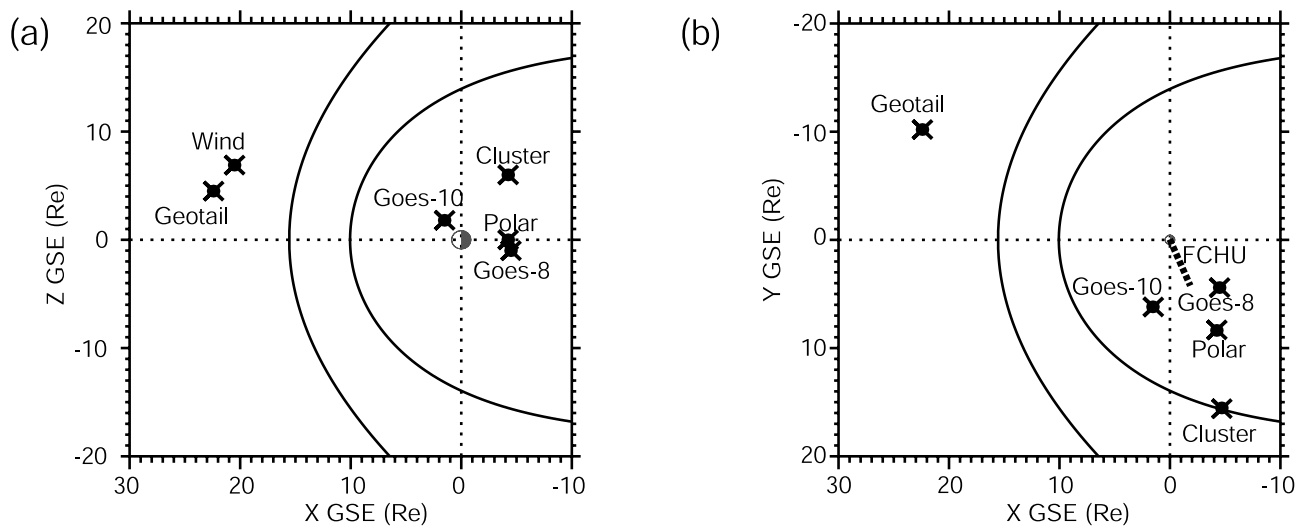 (a)
20
10
0
-10
-20
Z GSE (Re)
Wind
Geotail
Cluster
Goes-10
Polar
Goes-8
30 20 10 0 -10
X GSE (Re)
(b)
-20
-10
0
10
20
Y GSE (Re)
Geotail
FCHU
Goes-10
Goes-8
Polar
Cluster
30 20 10 0 -10
X GSE (Re)